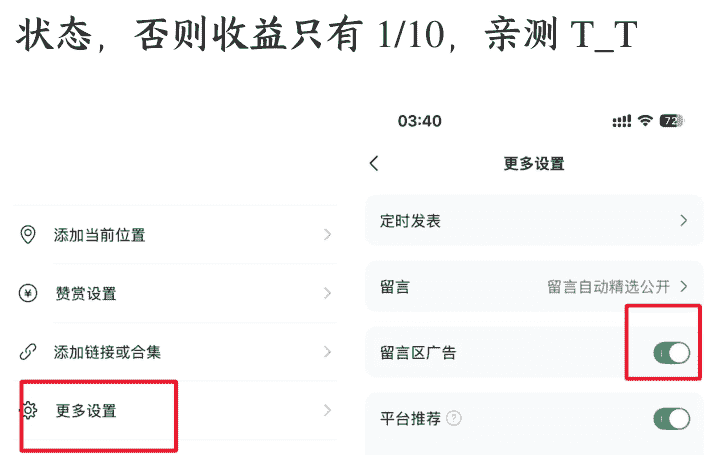 状态，否则收益只有 1/10，亲测 T_T
添加当前位置
赞赏设置
添加链接或合集
更多设置
03:40
72
更多设置
定时发表
留言 留言自动精选公开
留言区广告
平台推荐 ?